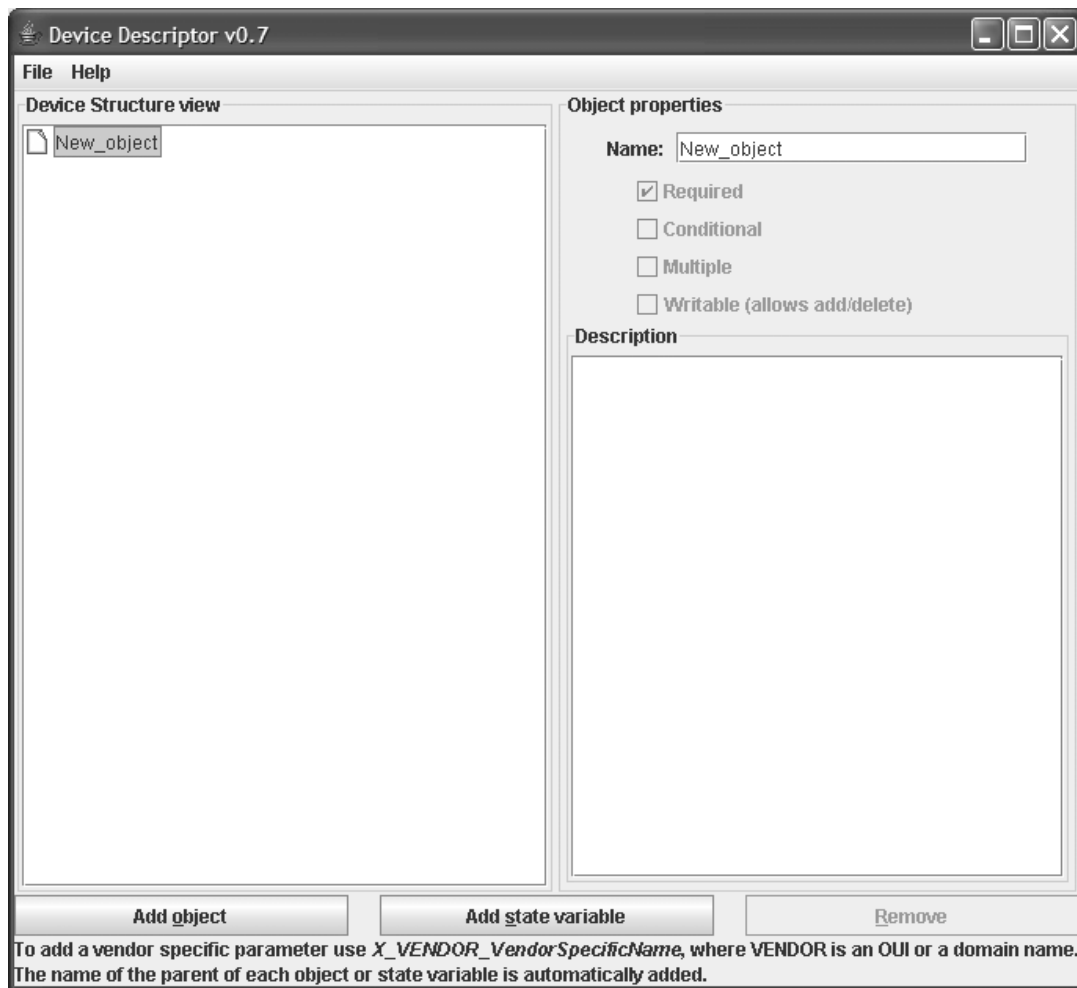 Device Descriptor v0.7
File Help
Device Structure view
New_object
Object properties
Name: New_object
Required
Conditional
Multiple
Writable (allows add/delete)
Description
Add object Add state variable Remove
To add a vendor specific parameter use X_VENDOR_VendorSpecificName, where VENDOR is an OUI or a domain name.
The name of the parent of each object or state variable is automatically added.